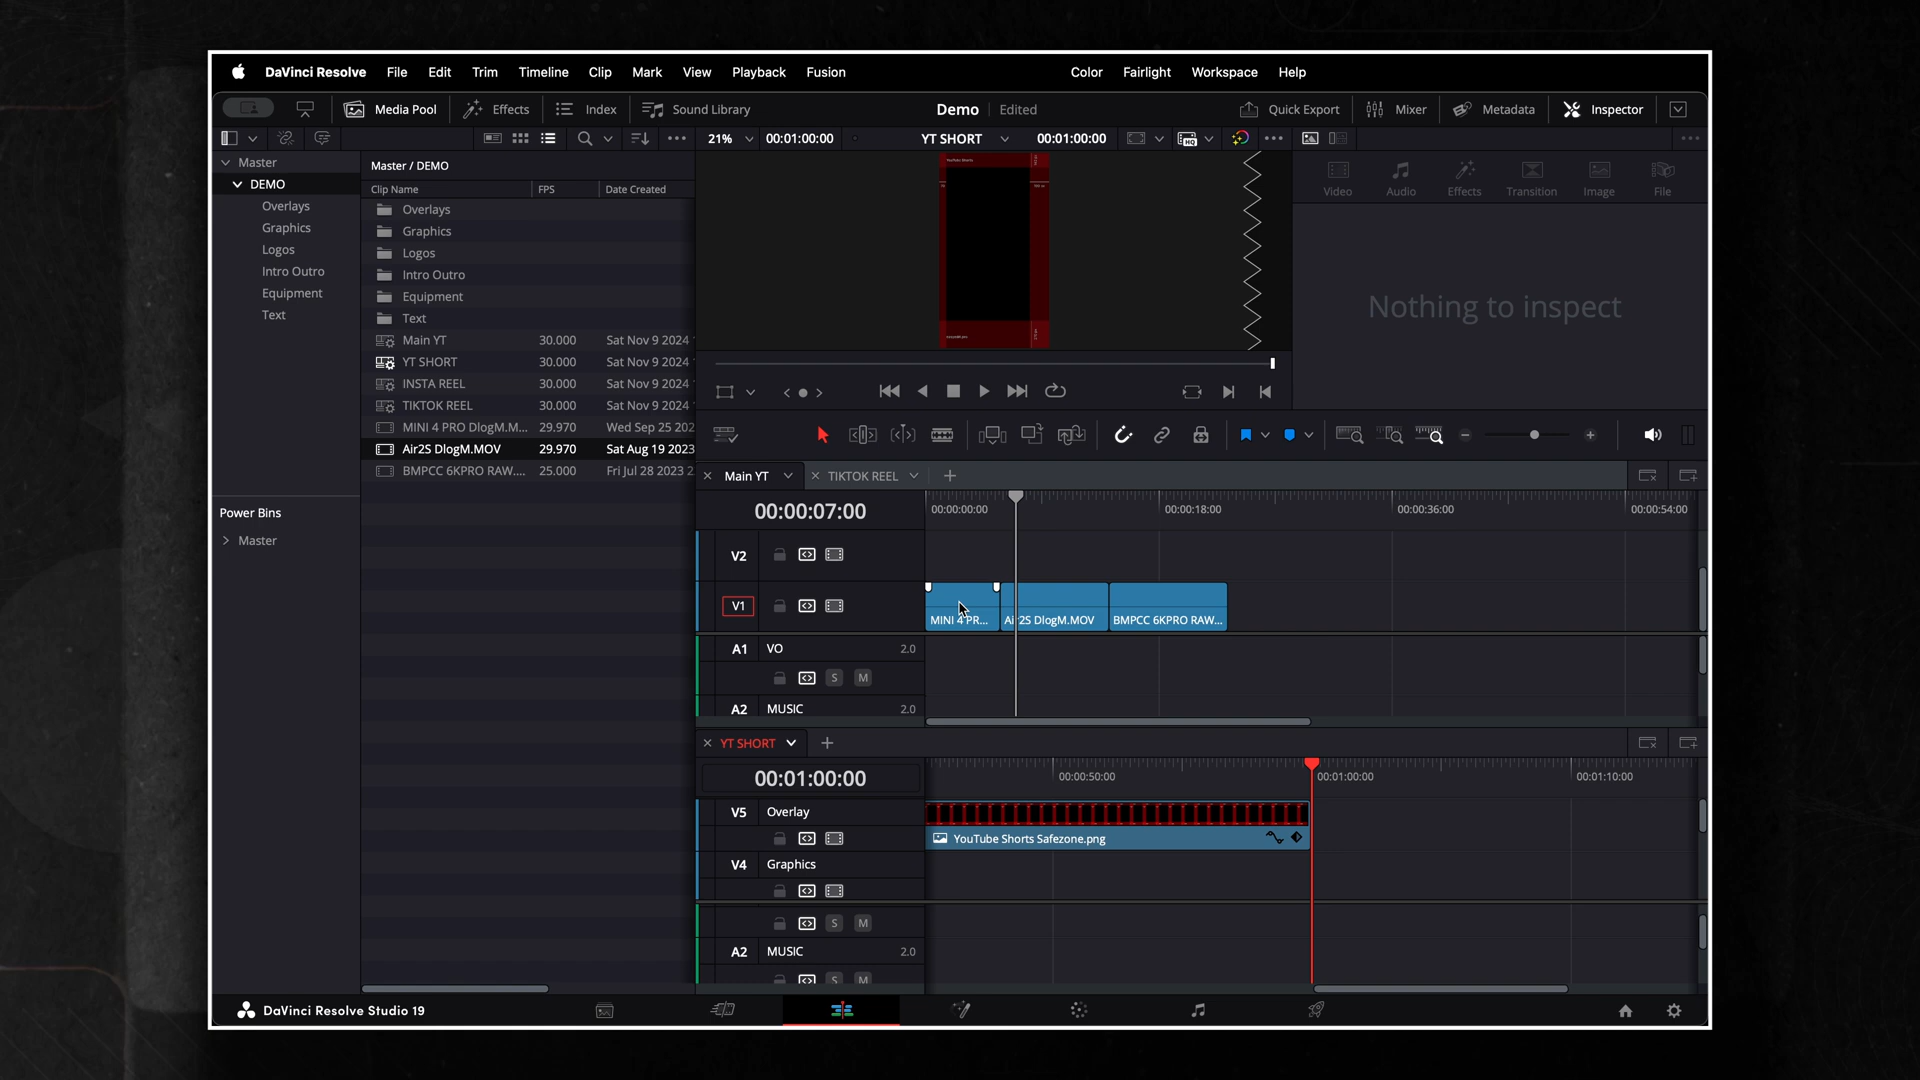 DaVinci Resolve File Edit Trim Timeline Clip Mark View Playback Fusion Color Fairlight Workspace Help
Media Pool Effects Index Sound Library Demo Edited Quick Export Mixer Metadata Inspector
21% 00:01:00:00 YT SHORT 00:01:00:00
Master
DEMO
Overlays
Graphics
Logos
Intro Outro
Equipment
Text
Power Bins
Master
Master / DEMO
Clip Name FPS Date Created
Overlays
Graphics
Logos
Intro Outro
Equipment
Text
Main YT 30.000 Sat Nov 9 2024
YT SHORT 30.000 Sat Nov 9 2024
INSTA REEL 30.000 Sat Nov 9 2024
TIKTOK REEL 30.000 Sat Nov 9 2024
MINI 4 PRO DlogM.M... 29.970 Wed Sep 25 202
Air2S DlogM.MOV 29.970 Sat Aug 19 2023
BMPCC 6KPRO RAW.... 25.000 Fri Jul 28 2023 2
YouTube Shorts
Video Audio Effects Transition Image File
Nothing to inspect
Main YT TIKTOK REEL
00:00:07:00 00:00:00:00 00:00:18:00 00:00:36:00 00:00:54:00
V2
V1
MINI 4 PR... Air2S DlogM.MOV BMPCC 6KPRO RAW...
A1 VO 2.0
S M
A2 MUSIC 2.0
YT SHORT
00:01:00:00 00:00:50:00 00:01:00:00 00:01:10:00
V5 Overlay
YouTube Shorts Safezone.png
V4 Graphics
S M
A2 MUSIC 2.0
S M
DaVinci Resolve Studio 19